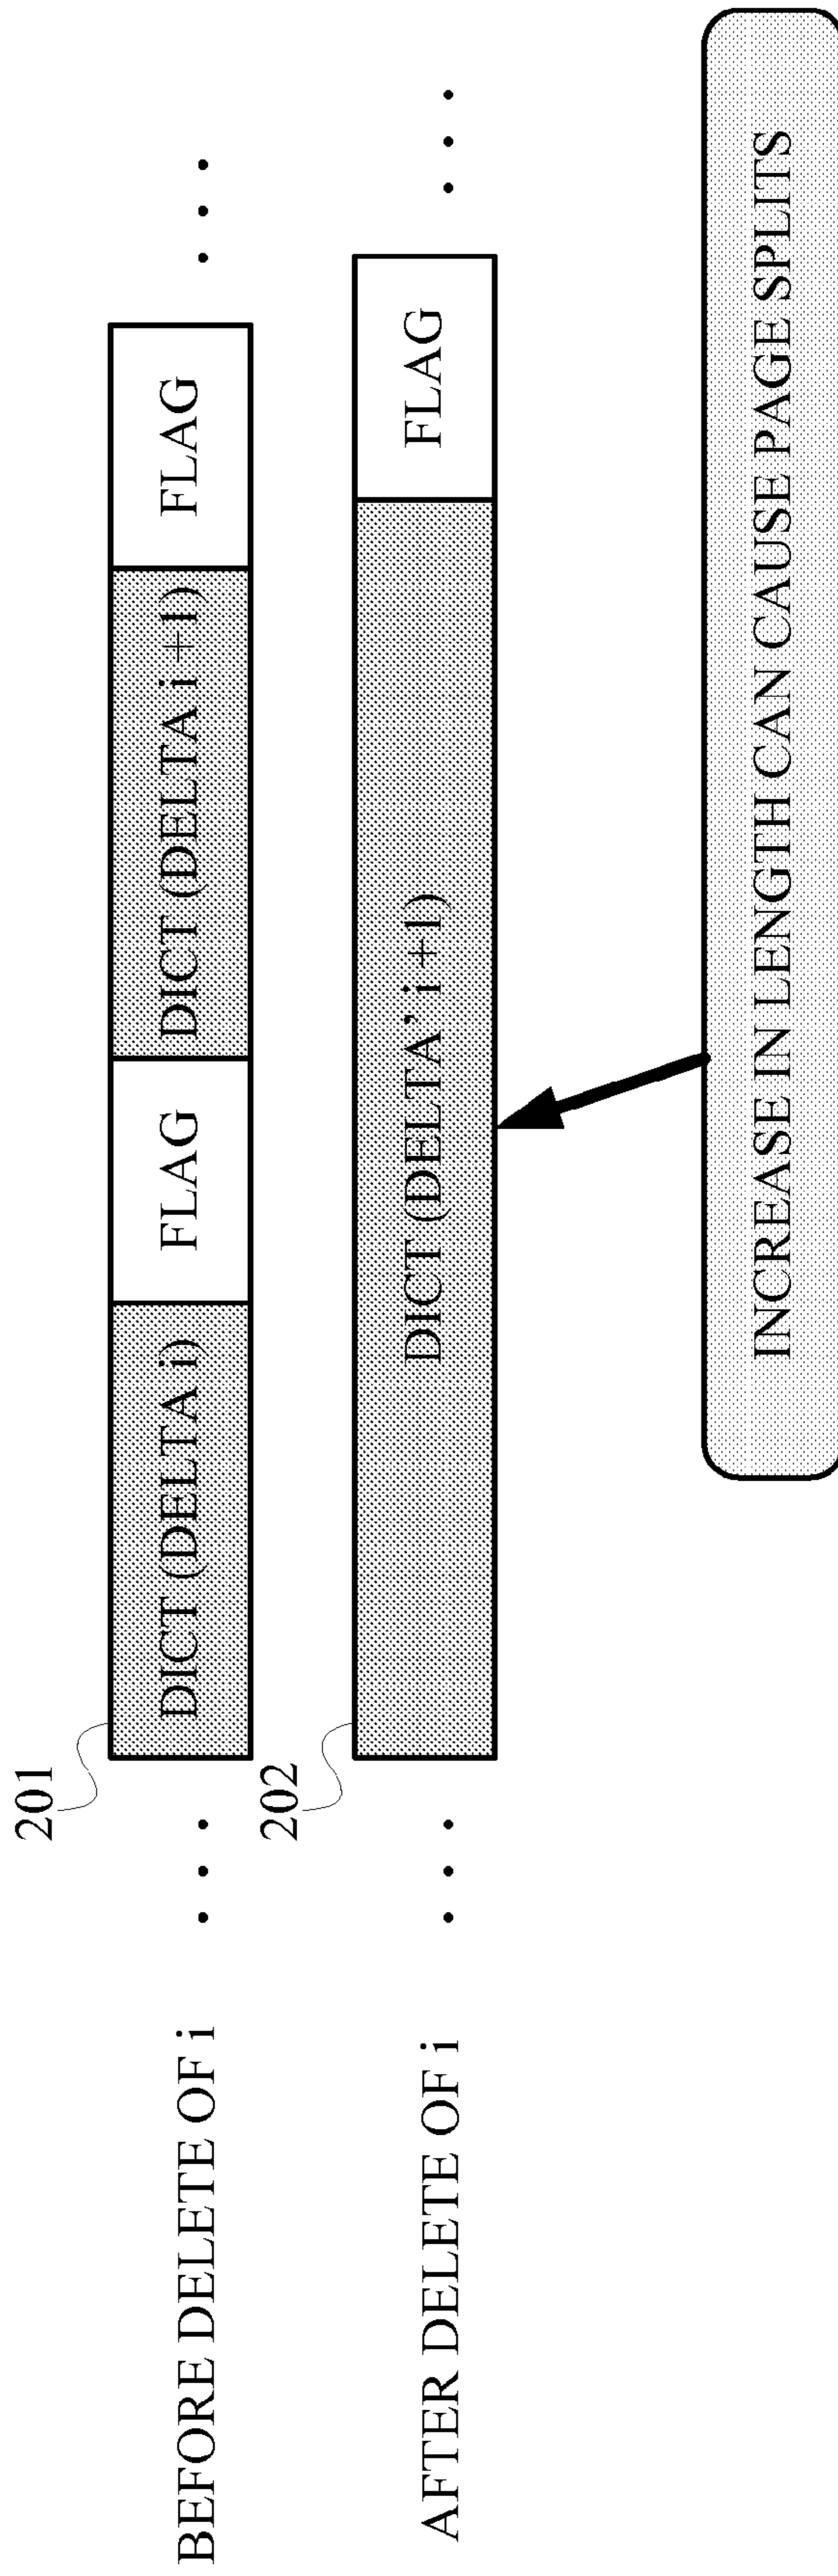 201
BEFORE DELETE OF i
DICT (DELTA i)
FLAG
DICT (DELTA i +1)
FLAG
202
AFTER DELETE OF i
DICT (DELTA' i +1)
FLAG
INCREASE IN LENGTH CAN CAUSE PAGE SPLITS